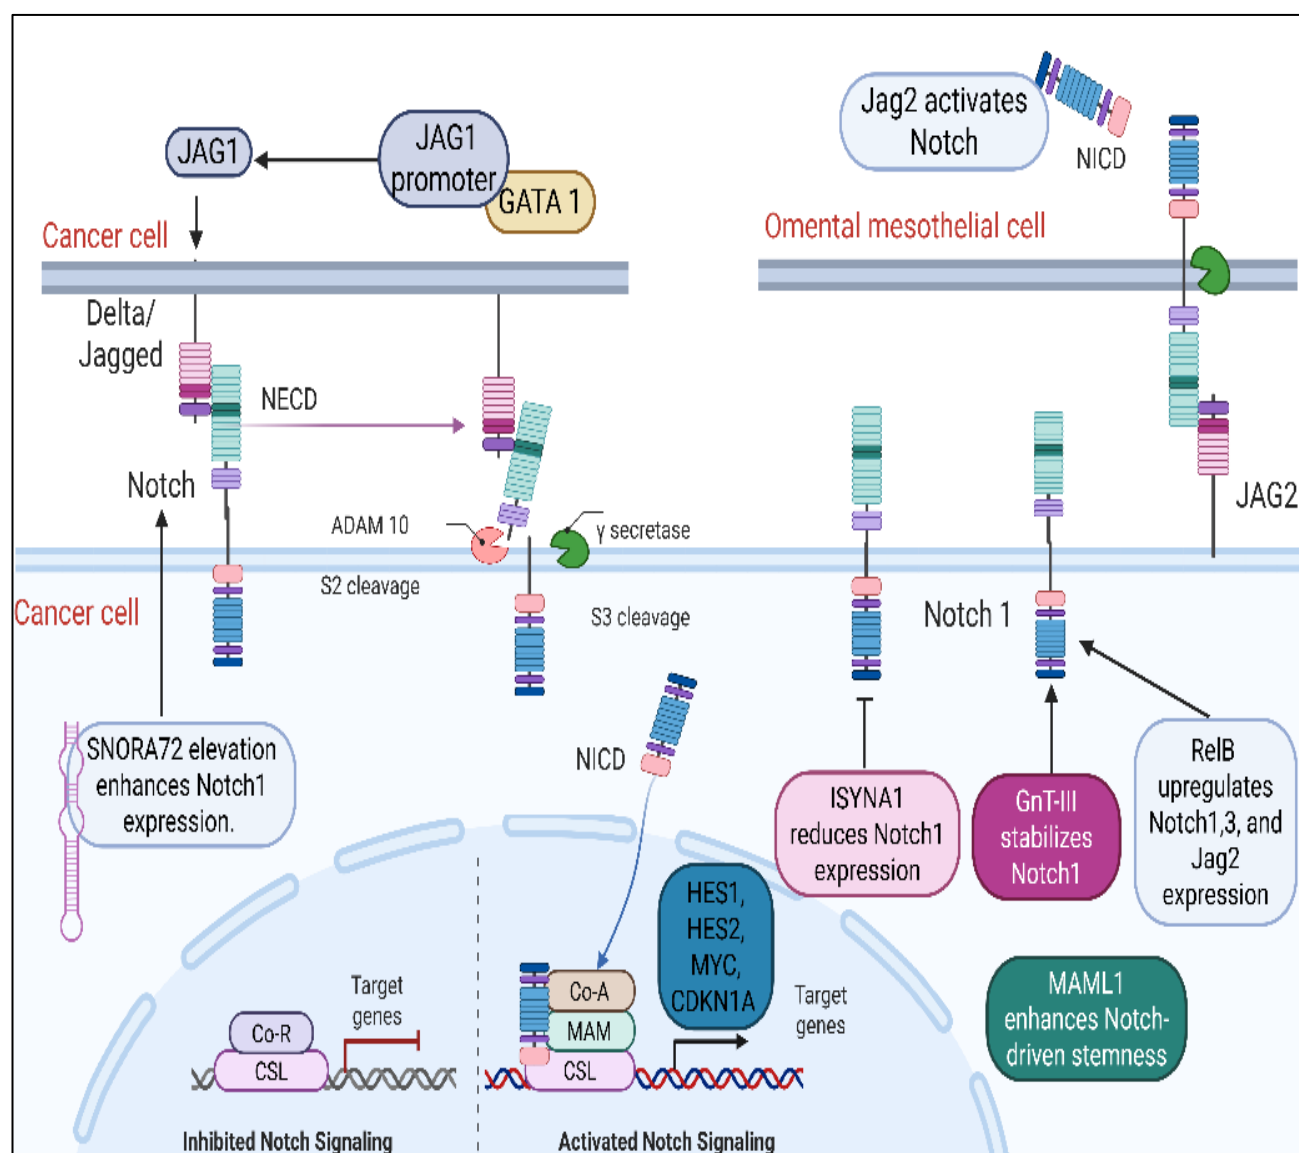 JAG1
JAG1
promoter
GATA 1
Cancer cell
Jag2 activates
Notch
NICD
Omental mesothelial cell
Delta/
Jagged
NECD
Notch
ADAM 10
γ secretase
S2 cleavage
S3 cleavage
Cancer cell
JAG2
Notch 1
SNORA72 elevation
enhances Notch1
expression.
NICD
ISYNA1
reduces Notch1
expression
GnT-III
stabilizes
Notch1
RelB
upregulates
Notch1,3, and
Jag2
expression
HES1,
HES2,
MYC,
CDKN1A
Target
genes
Co-R
CSL
Co-A
MAM
CSL
Target
genes
MAML1
enhances Notch-
driven stemness
Inhibited Notch Signaling
Activated Notch Signaling